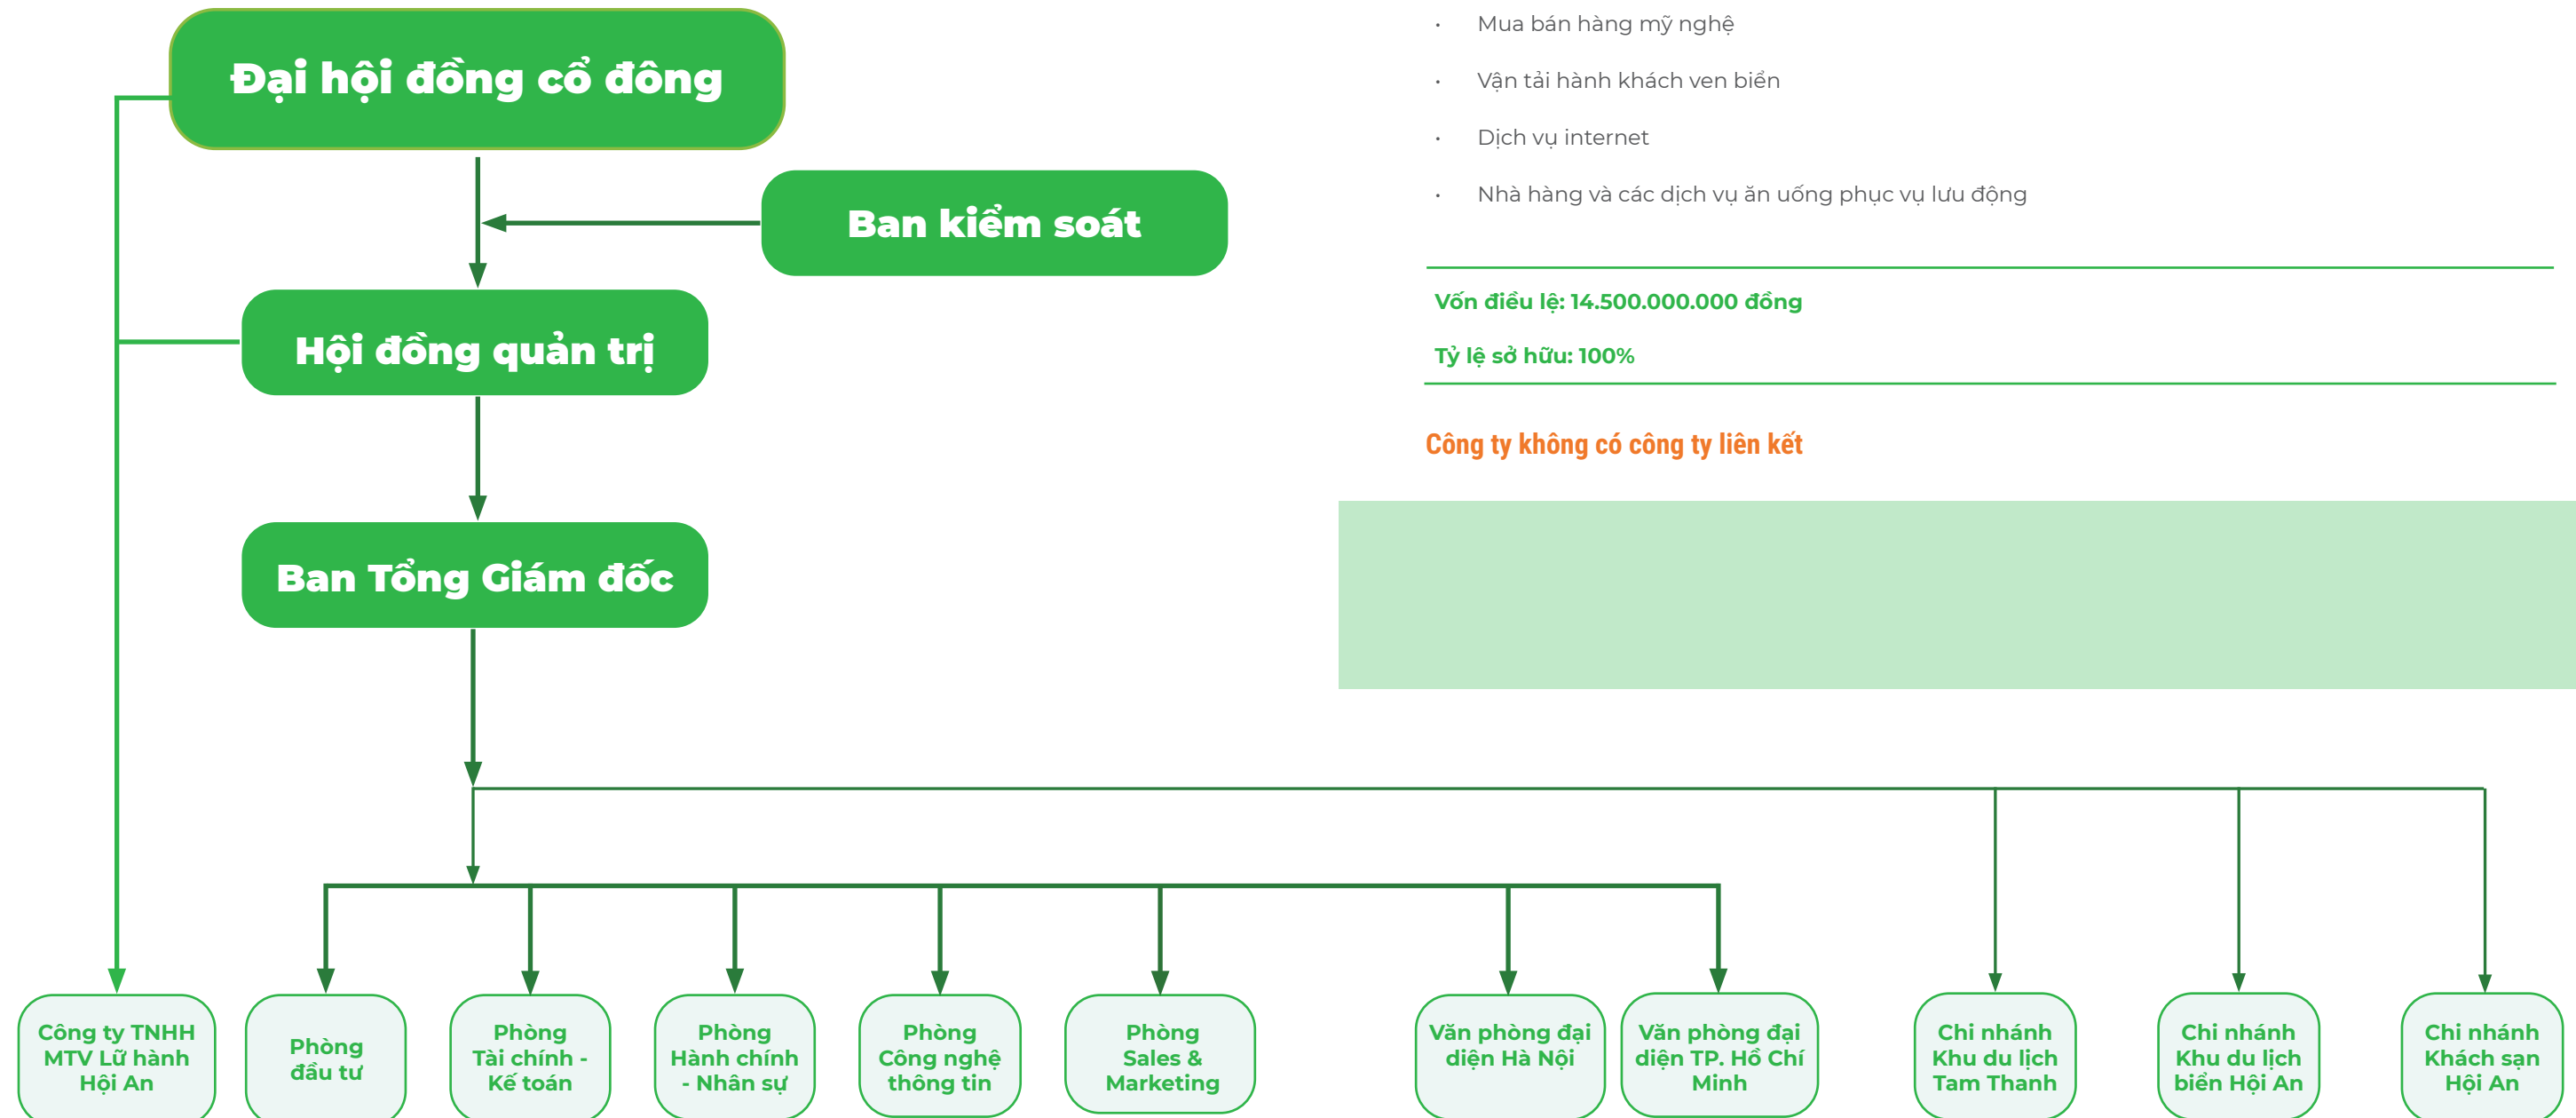 Đại hội đồng cổ đông
Ban kiểm soát
Hội đồng quản trị
Ban Tổng Giám đốc
• Mua bán hàng mỹ nghệ
• Vận tải hành khách ven biển
• Dịch vụ internet
• Nhà hàng và các dịch vụ ăn uống phục vụ lưu động
Vốn điều lệ: 14.500.000.000 đồng
Tỷ lệ sở hữu: 100%
Công ty không có công ty liên kết
Công ty TNHH
MTV Lữ hành
Hội An
Phòng
đầu tư
Phòng
Tài chính -
Kế toán
Phòng
Hành chính
- Nhân sự
Phòng
Công nghệ
thông tin
Phòng
Sales &
Marketing
Văn phòng đại
diện Hà Nội
Văn phòng đại
diện TP. Hồ Chí
Minh
Chi nhánh
Khu du lịch
Tam Thanh
Chi nhánh
Khu du lịch
biển Hội An
Chi nhánh
Khách sạn
Hội An